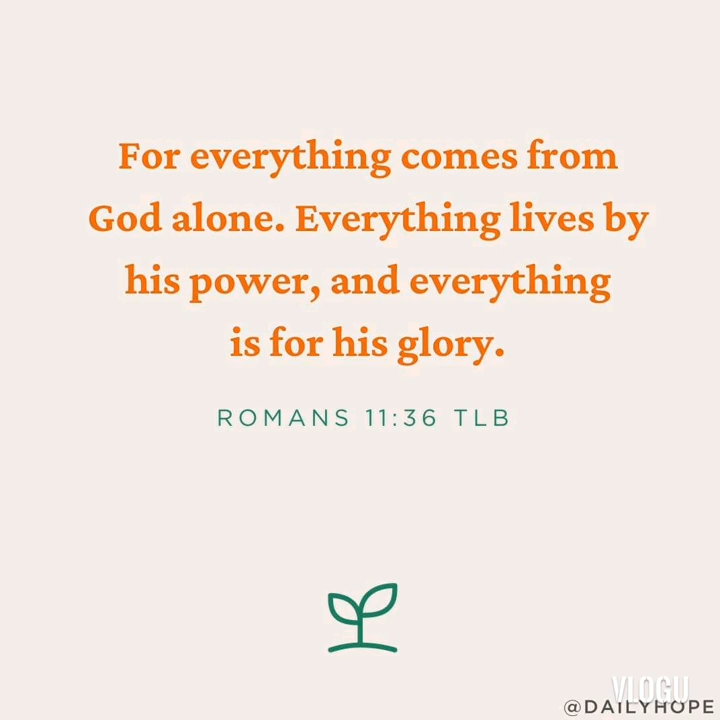 For everything comes from
God alone. Everything lives by
his power, and everything
is for his glory.
ROMANS 11:36 TLB
VLOGU
@DAILYHOPE